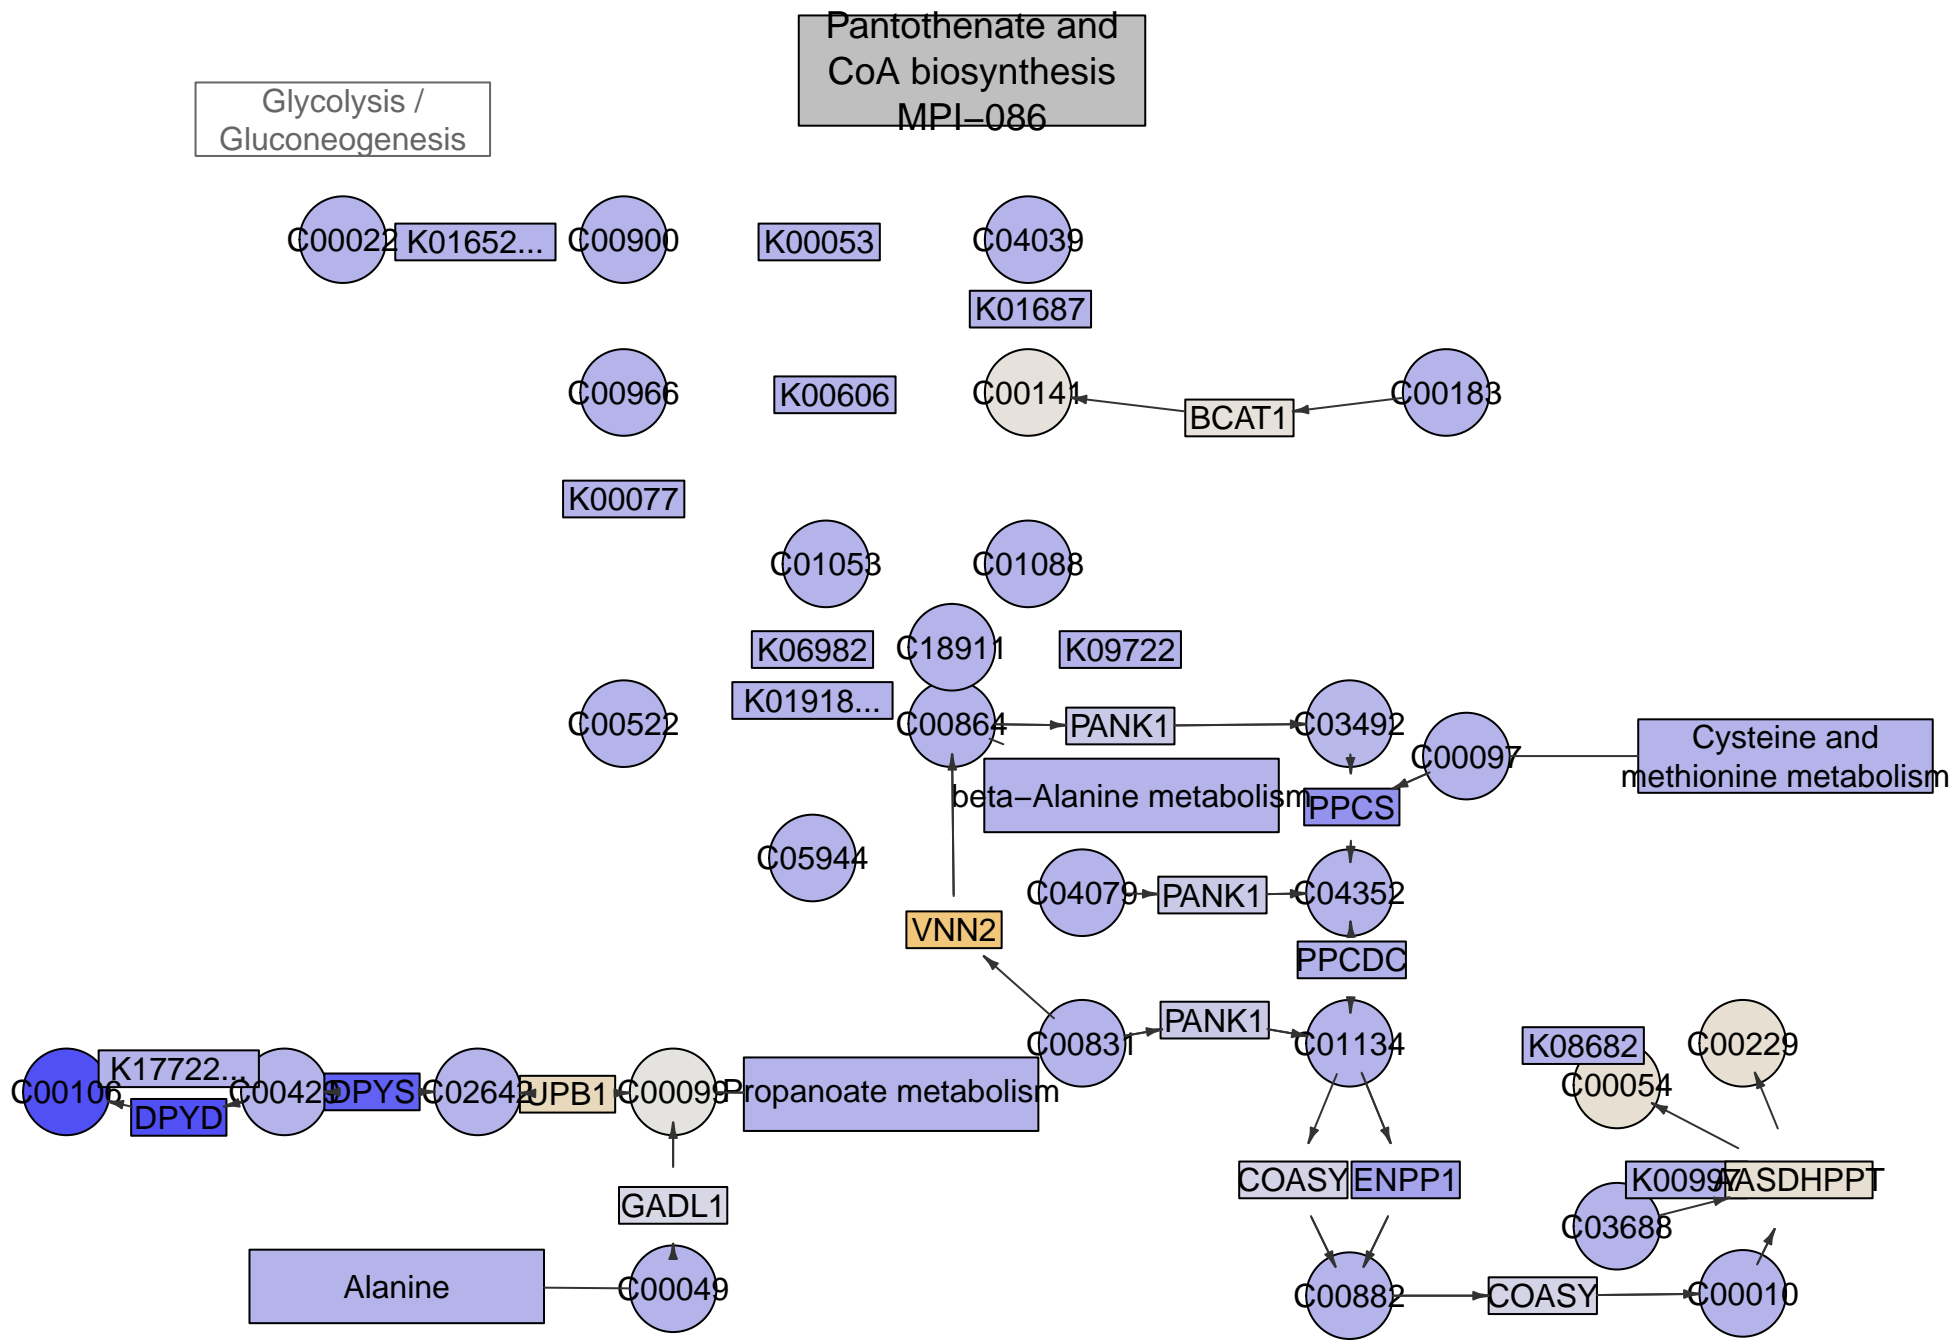 Pantothenate and
CoA biosynthesis
MPI−086
Glycolysis /
Gluconeogenesis
C00022
K01652...
C00900
K00053
C04039
K01687
C00966
K00606
C00141
BCAT1
C00183
K00077
C01053
C01088
K06982
C18911
K09722
K01918...
C00522
C00864
PANK1
C03492
C00097
Cysteine and
methionine metabolism
beta−Alanine metabolism
PPCS
C05944
C04079
PANK1
C04352
VNN2
PPCDC
C00831
PANK1
C01134
K08682
C00229
C00054
C00106
K17722...
DPYD
C00429
DPYS
C02642
UPB1
C00099
Propanoate metabolism
COASY
ENPP1
K00997
AASDHPPT
GADL1
C03688
Alanine
C00049
C00882
COASY
C00010